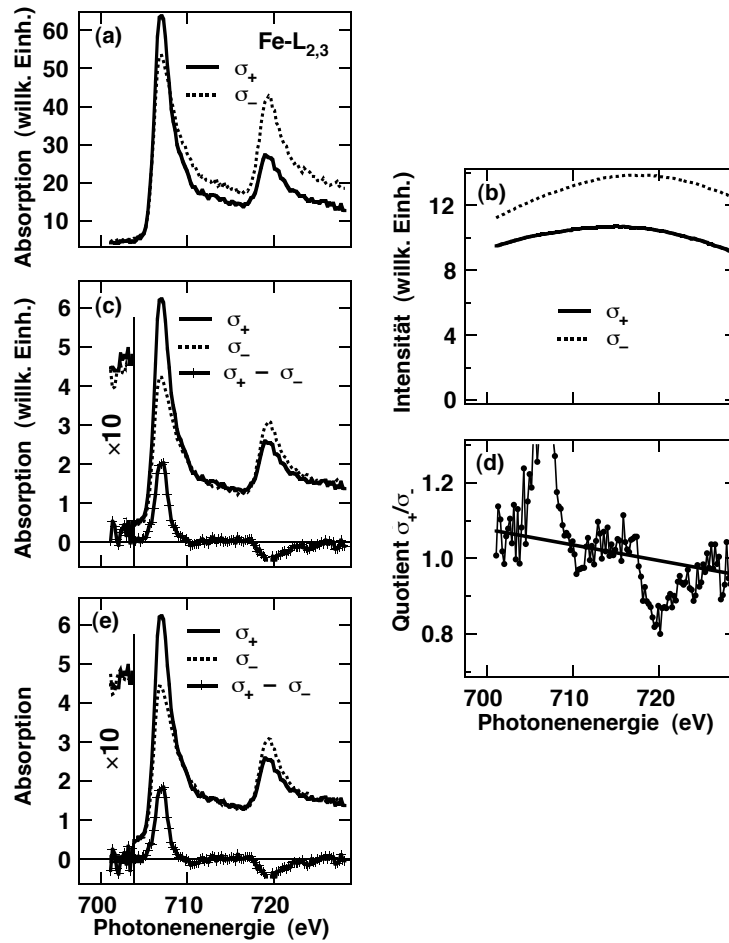 (a)
Fe-L2,3
σ+
σ−
60
50
40
30
20
10
Absorption (willk. Einh.)
(b)
12
8
4
0
Intensität (willk. Einh.)
σ+
σ−
(c)
6
5
4
3
2
1
0
Absorption (willk. Einh.)
×10
σ+
σ−
σ+ − σ−
(d)
1.2
1.0
0.8
Quotient σ+/σ-
700
710
720
Photonenenergie (eV)
(e)
6
5
4
3
2
1
0
Absorption
×10
σ+
σ−
σ+ − σ−
700
710
720
Photonenenergie (eV)